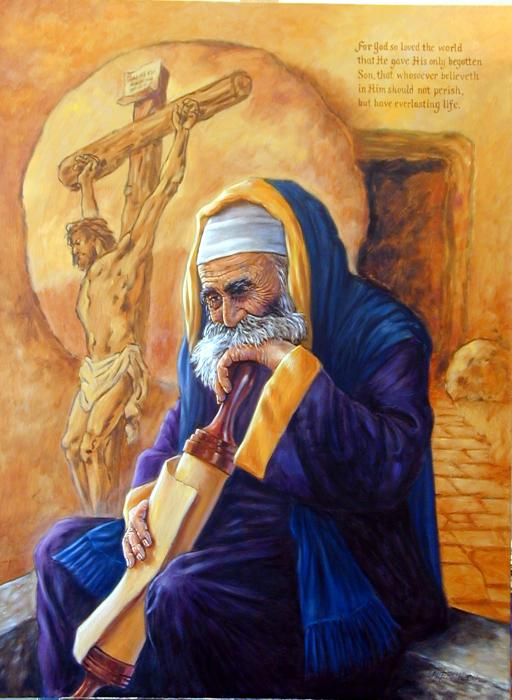 For God so loved the world
that He gave His only begotten
Son, that whosoever believeth
in Him should not perish,
but have everlasting life.